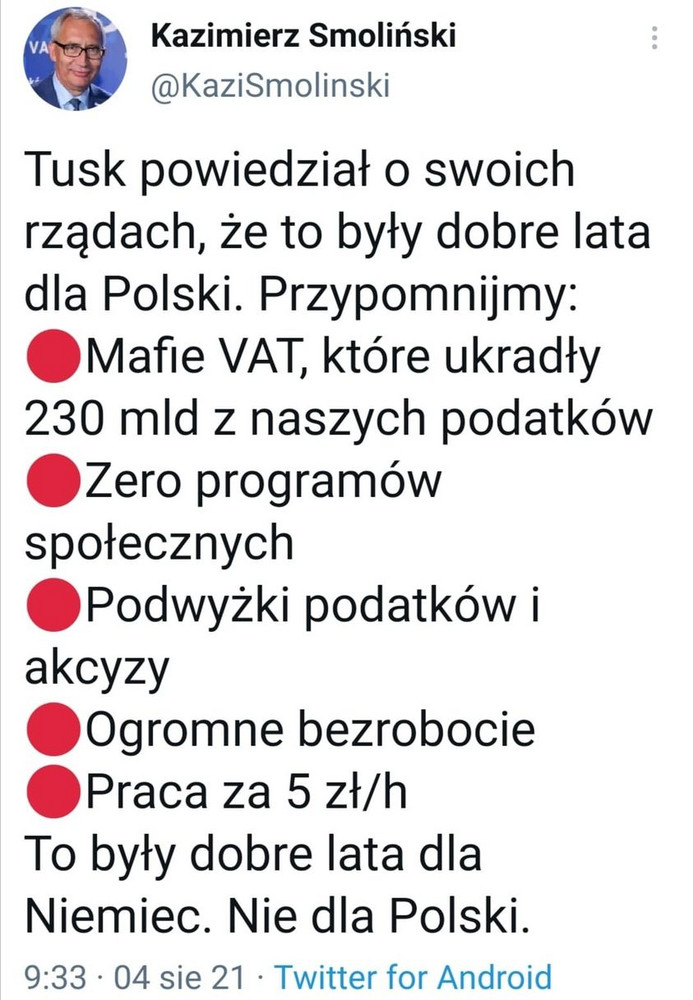 Kazimierz Smoliński
@KaziSmolinski
VA
Tusk powiedział o swoich
rządach, że to były dobre lata
dla Polski. Przypomnijmy:
🔴Mafie VAT, które ukradły
230 mld z naszych podatków
🔴Zero programów
społecznych
🔴Podwyżki podatków i
akcyzy
🔴Ogromne bezrobocie
🔴Praca za 5 zł/h
To były dobre lata dla
Niemiec. Nie dla Polski.
9:33 · 04 sie 21 · Twitter for Android